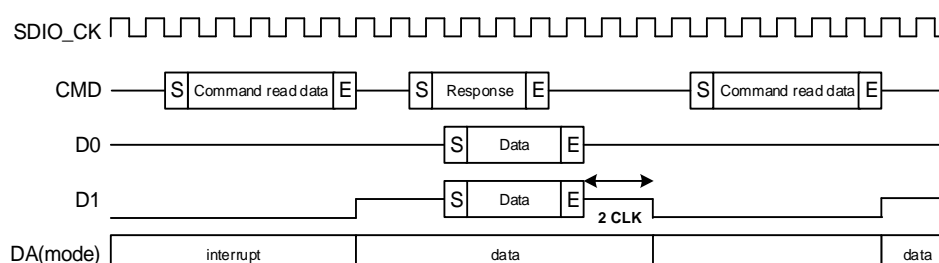 SDIO_CK
CMD S Command read data E S Response E S Command read data E
D0 S Data E
D1 S Data E
2 CLK
DA(mode) interrupt data data